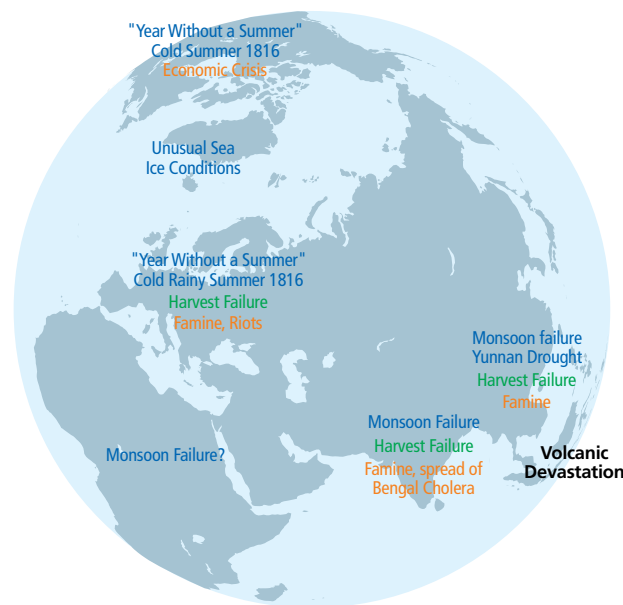 "Year Without a Summer"
Cold Summer 1816
Economic Crisis
Unusual Sea
Ice Conditions
"Year Without a Summer"
Cold Rainy Summer 1816
Harvest Failure
Famine, Riots
Monsoon failure
Yunnan Drought
Harvest Failure
Famine
Monsoon Failure
Harvest Failure
Famine, spread of
Bengal Cholera
Monsoon Failure?
Volcanic
Devastation